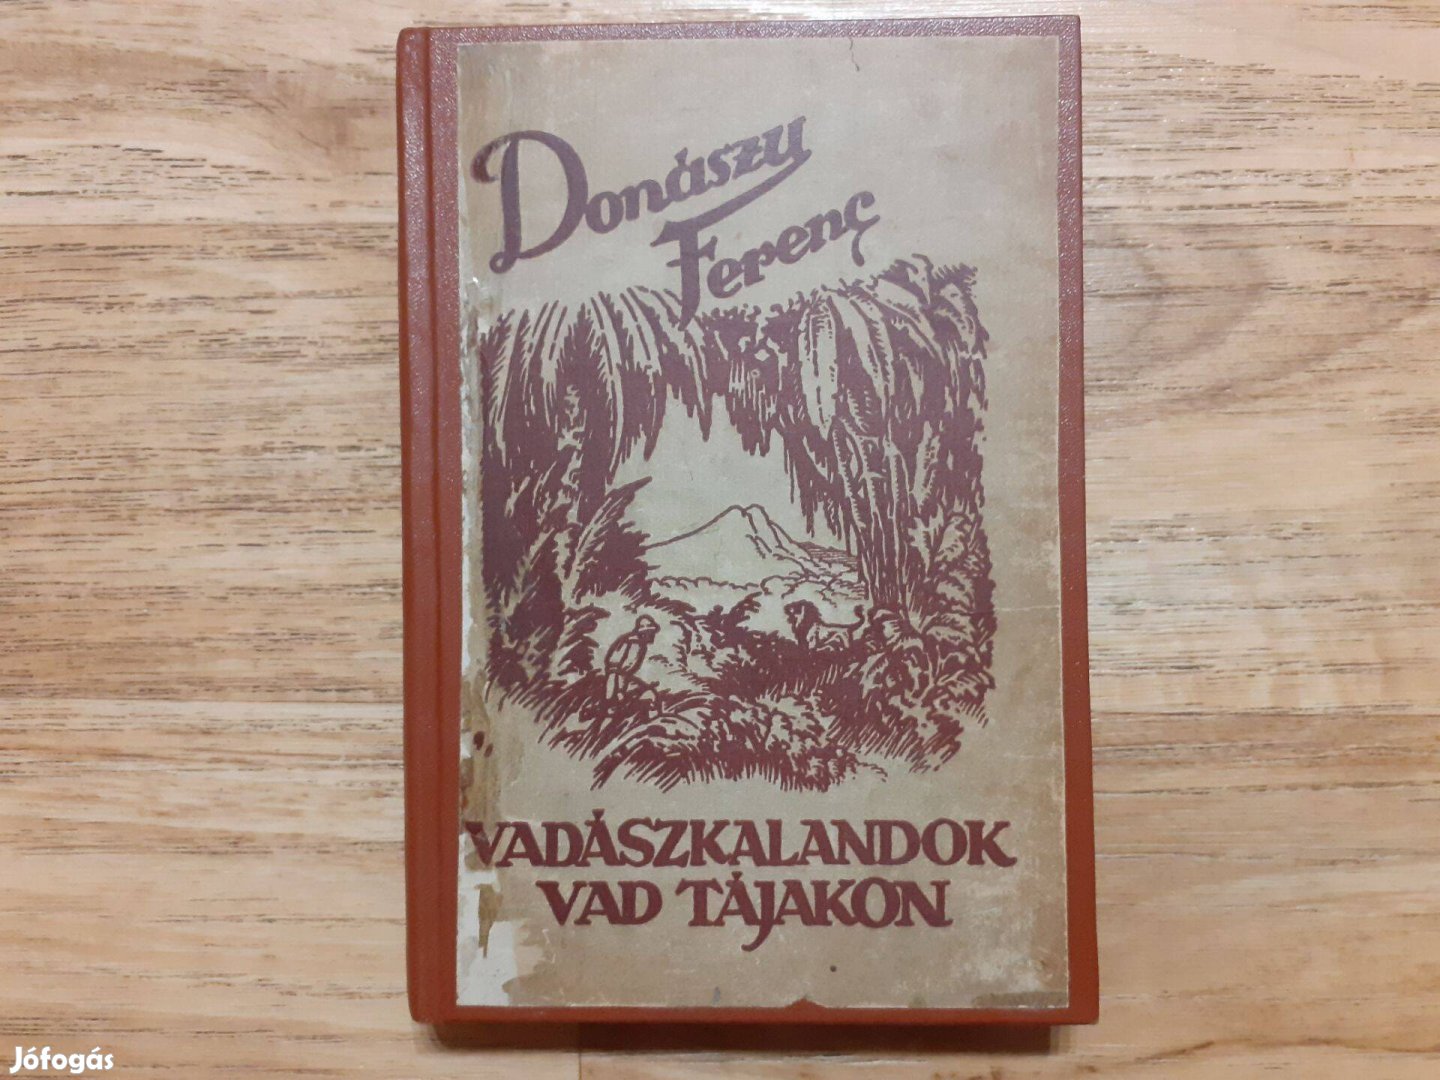 Donászy
Ferenc
VADÁSZKALANDOK
VAD TÁJAKON
Jófogás